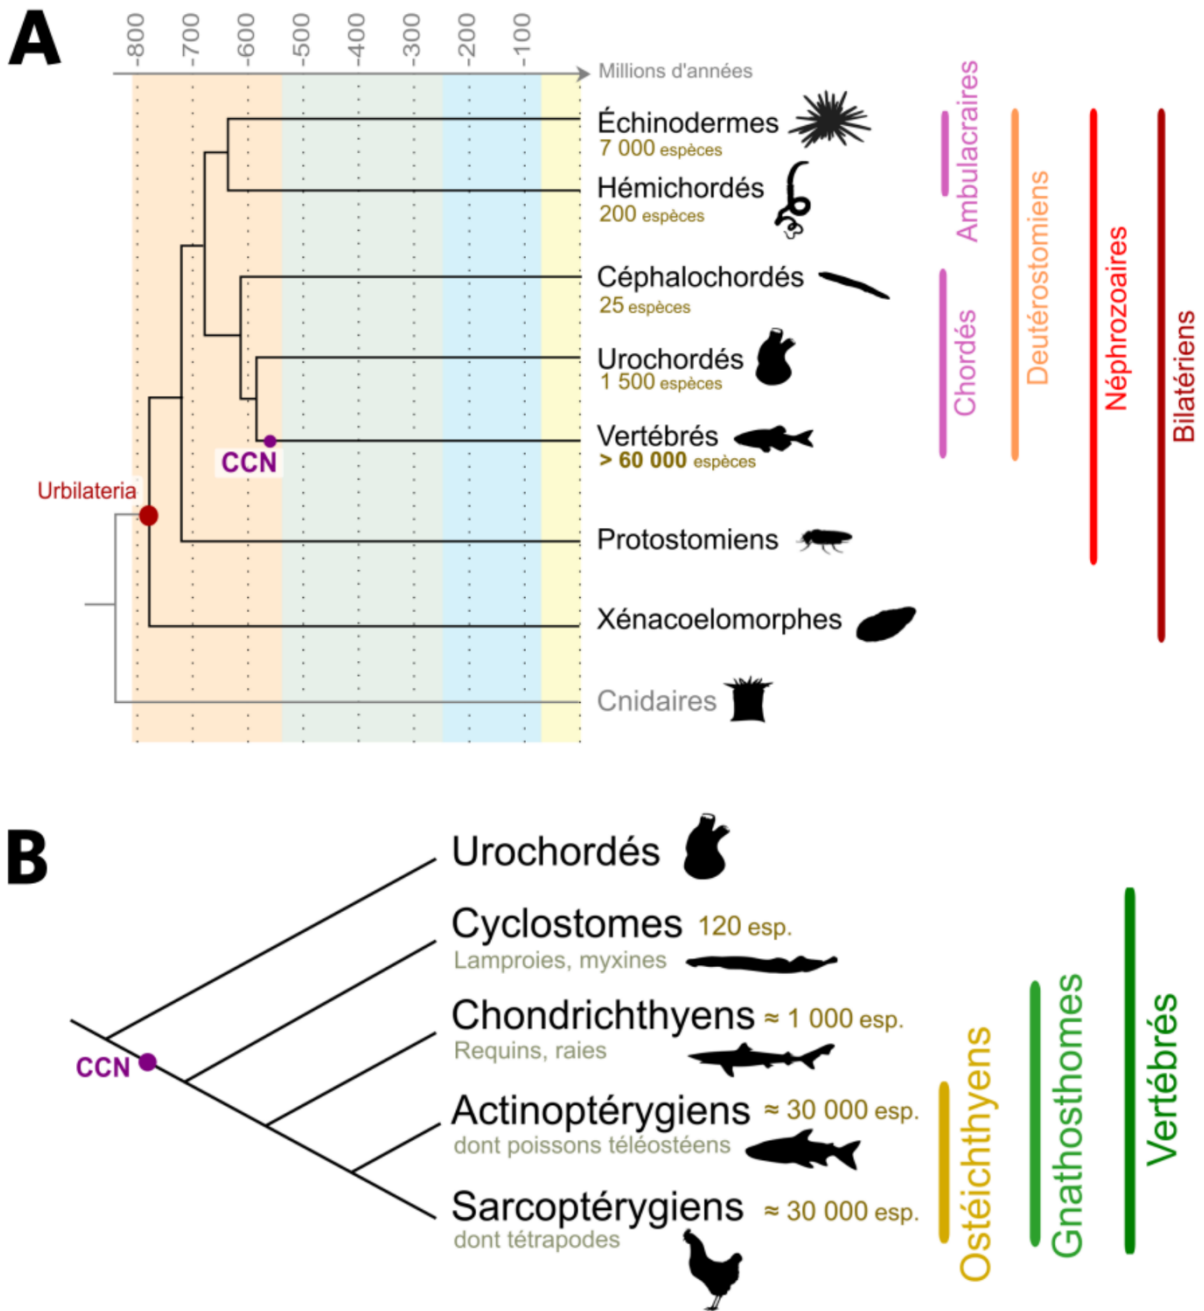 A
-800
-700
-600
-500
-400
-300
-200
-100
Millions d'années
Échinodermes
7 000 espèces
Hémichordés
200 espèces
Céphalochordés
25 espèces
Urochordés
1 500 espèces
Vertébrés
> 60 000 espèces
CCN
Urbilateria
Protostomiens
Xénacoelomorphes
Cnidaires
Ambulacraires
Chordés
Deutérostomiens
Néphrozoaires
Bilatériens
B
Urochordés
Cyclostomes 120 esp.
Lamproies, myxines
Chondrichthyens ≈ 1 000 esp.
Requins, raies
CCN
Actinoptérygiens ≈ 30 000 esp.
dont poissons téléostéens
Sarcoptérygiens ≈ 30 000 esp.
dont tétrapodes
Ostéichthyens
Gnathosthomes
Vertébrés